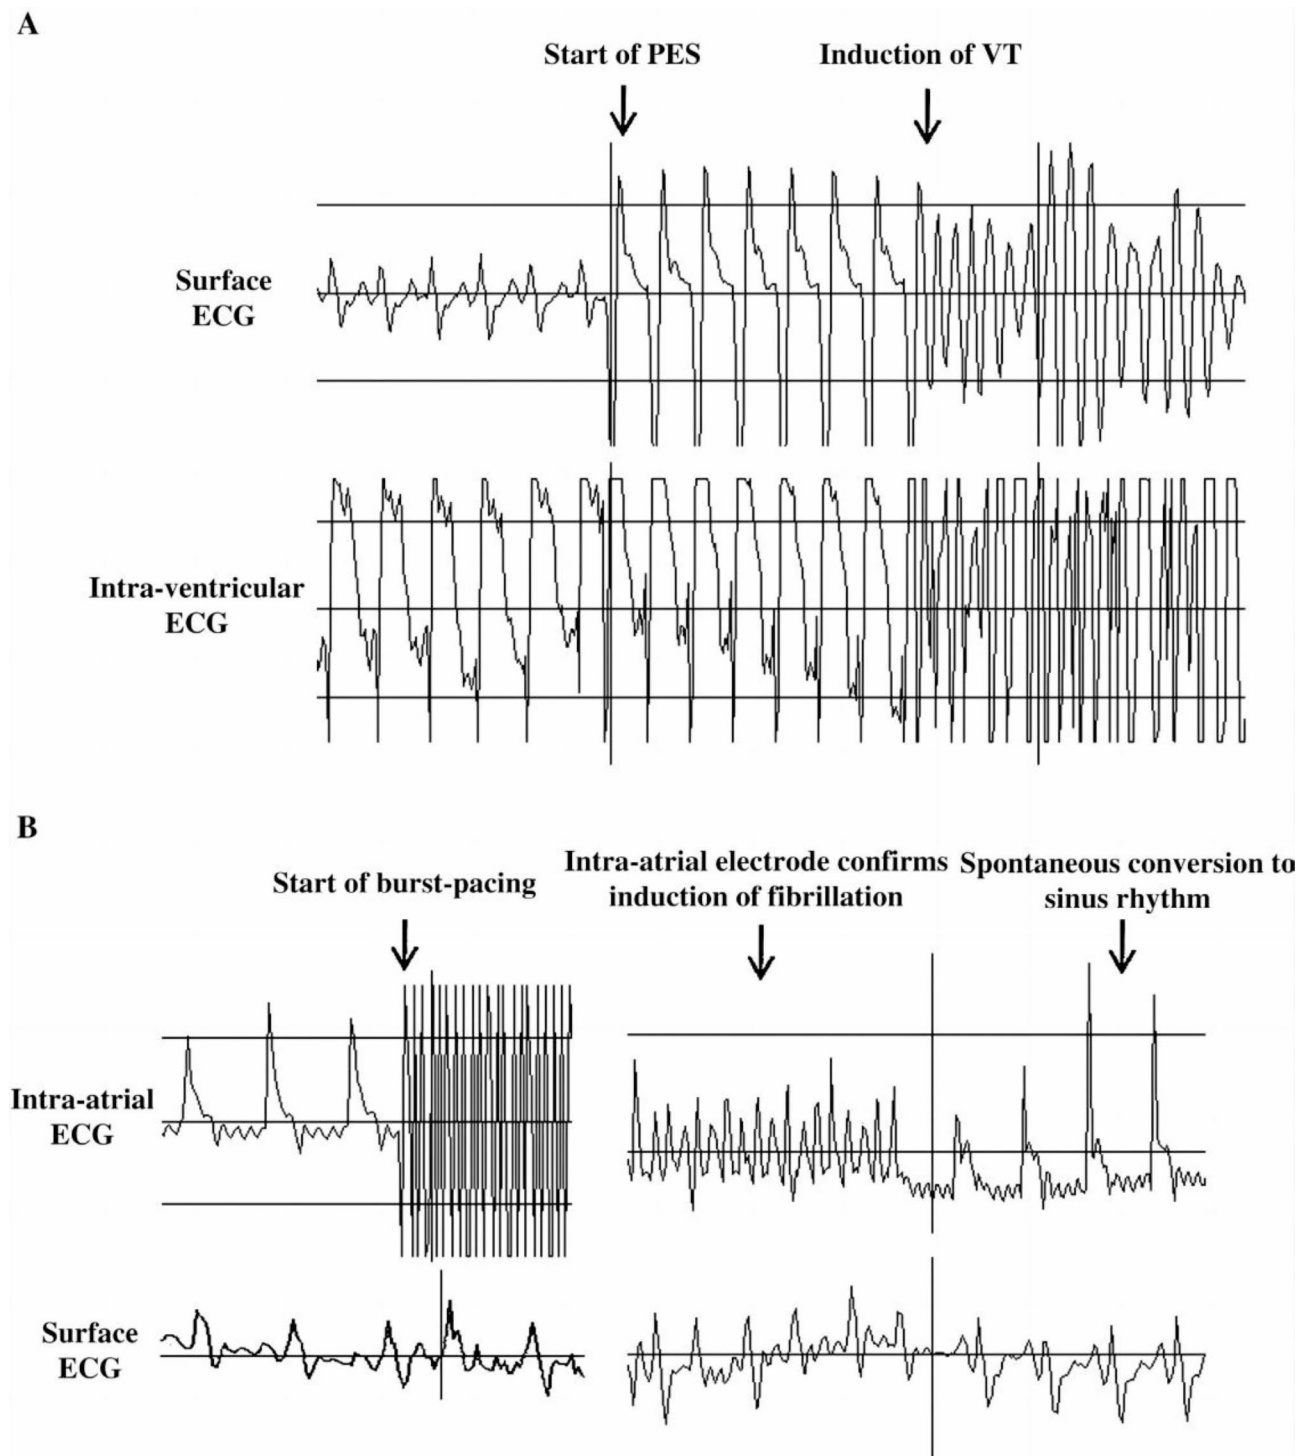 A
Start of PES
Induction of VT
Surface
ECG
Intra-ventricular
ECG
B
Start of burst-pacing
Intra-atrial electrode confirms
induction of fibrillation
Spontaneous conversion to
sinus rhythm
Intra-atrial
ECG
Surface
ECG